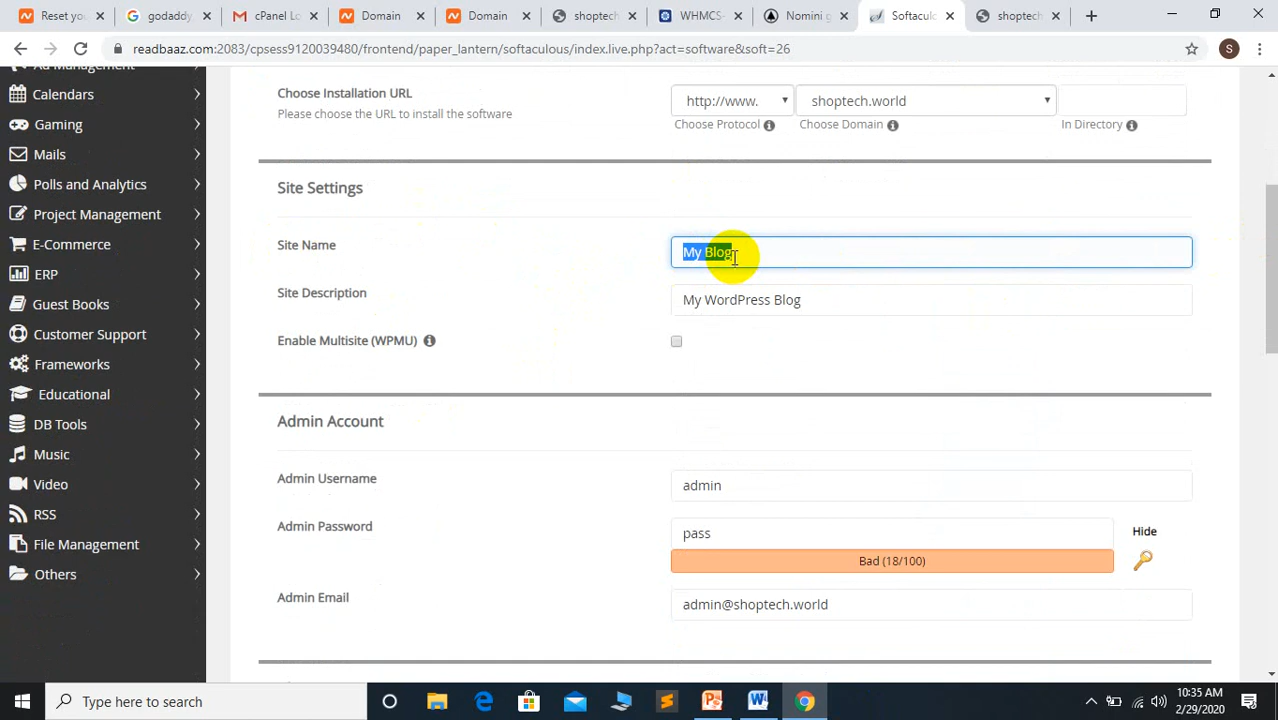 Reset you
godaddy
cPanel Lo
Domain
Domain
shoptech
WHMCS-
Nomini g
Softacul
shoptech
readbaaz.com:2083/cpsess9120039480/frontend/paper_lantern/softaculous/index.live.php?act=software&soft=26
S
Ad Management
Calendars
Gaming
Mails
Polls and Analytics
Project Management
E-Commerce
ERP
Guest Books
Customer Support
Frameworks
Educational
DB Tools
Music
Video
RSS
File Management
Others
Choose Installation URL
Please choose the URL to install the software
http://www.
shoptech.world
Choose Protocol
Choose Domain
In Directory
Site Settings
Site Name
My Blog
Site Description
My WordPress Blog
Enable Multisite (WPMU)
Admin Account
Admin Username
admin
Admin Password
pass
Hide
Bad (18/100)
Admin Email
admin@shoptech.world
Type here to search
10:35 AM
2/29/2020